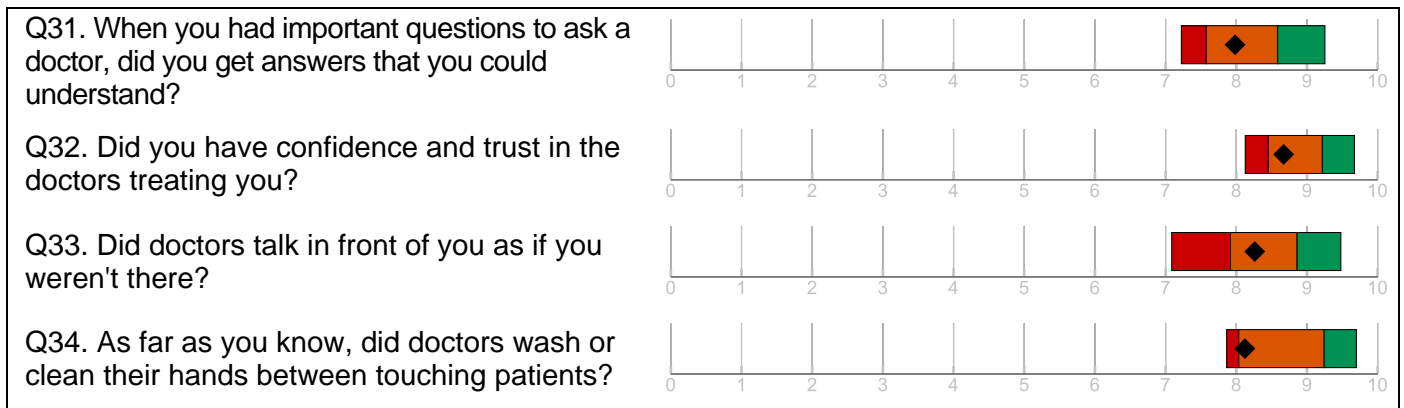 Q31. When you had important questions to ask a
doctor, did you get answers that you could
understand?
0 1 2 3 4 5 6 7 8 9 10
Q32. Did you have confidence and trust in the
doctors treating you?
0 1 2 3 4 5 6 7 8 9 10
Q33. Did doctors talk in front of you as if you
weren't there?
0 1 2 3 4 5 6 7 8 9 10
Q34. As far as you know, did doctors wash or
clean their hands between touching patients?
0 1 2 3 4 5 6 7 8 9 10